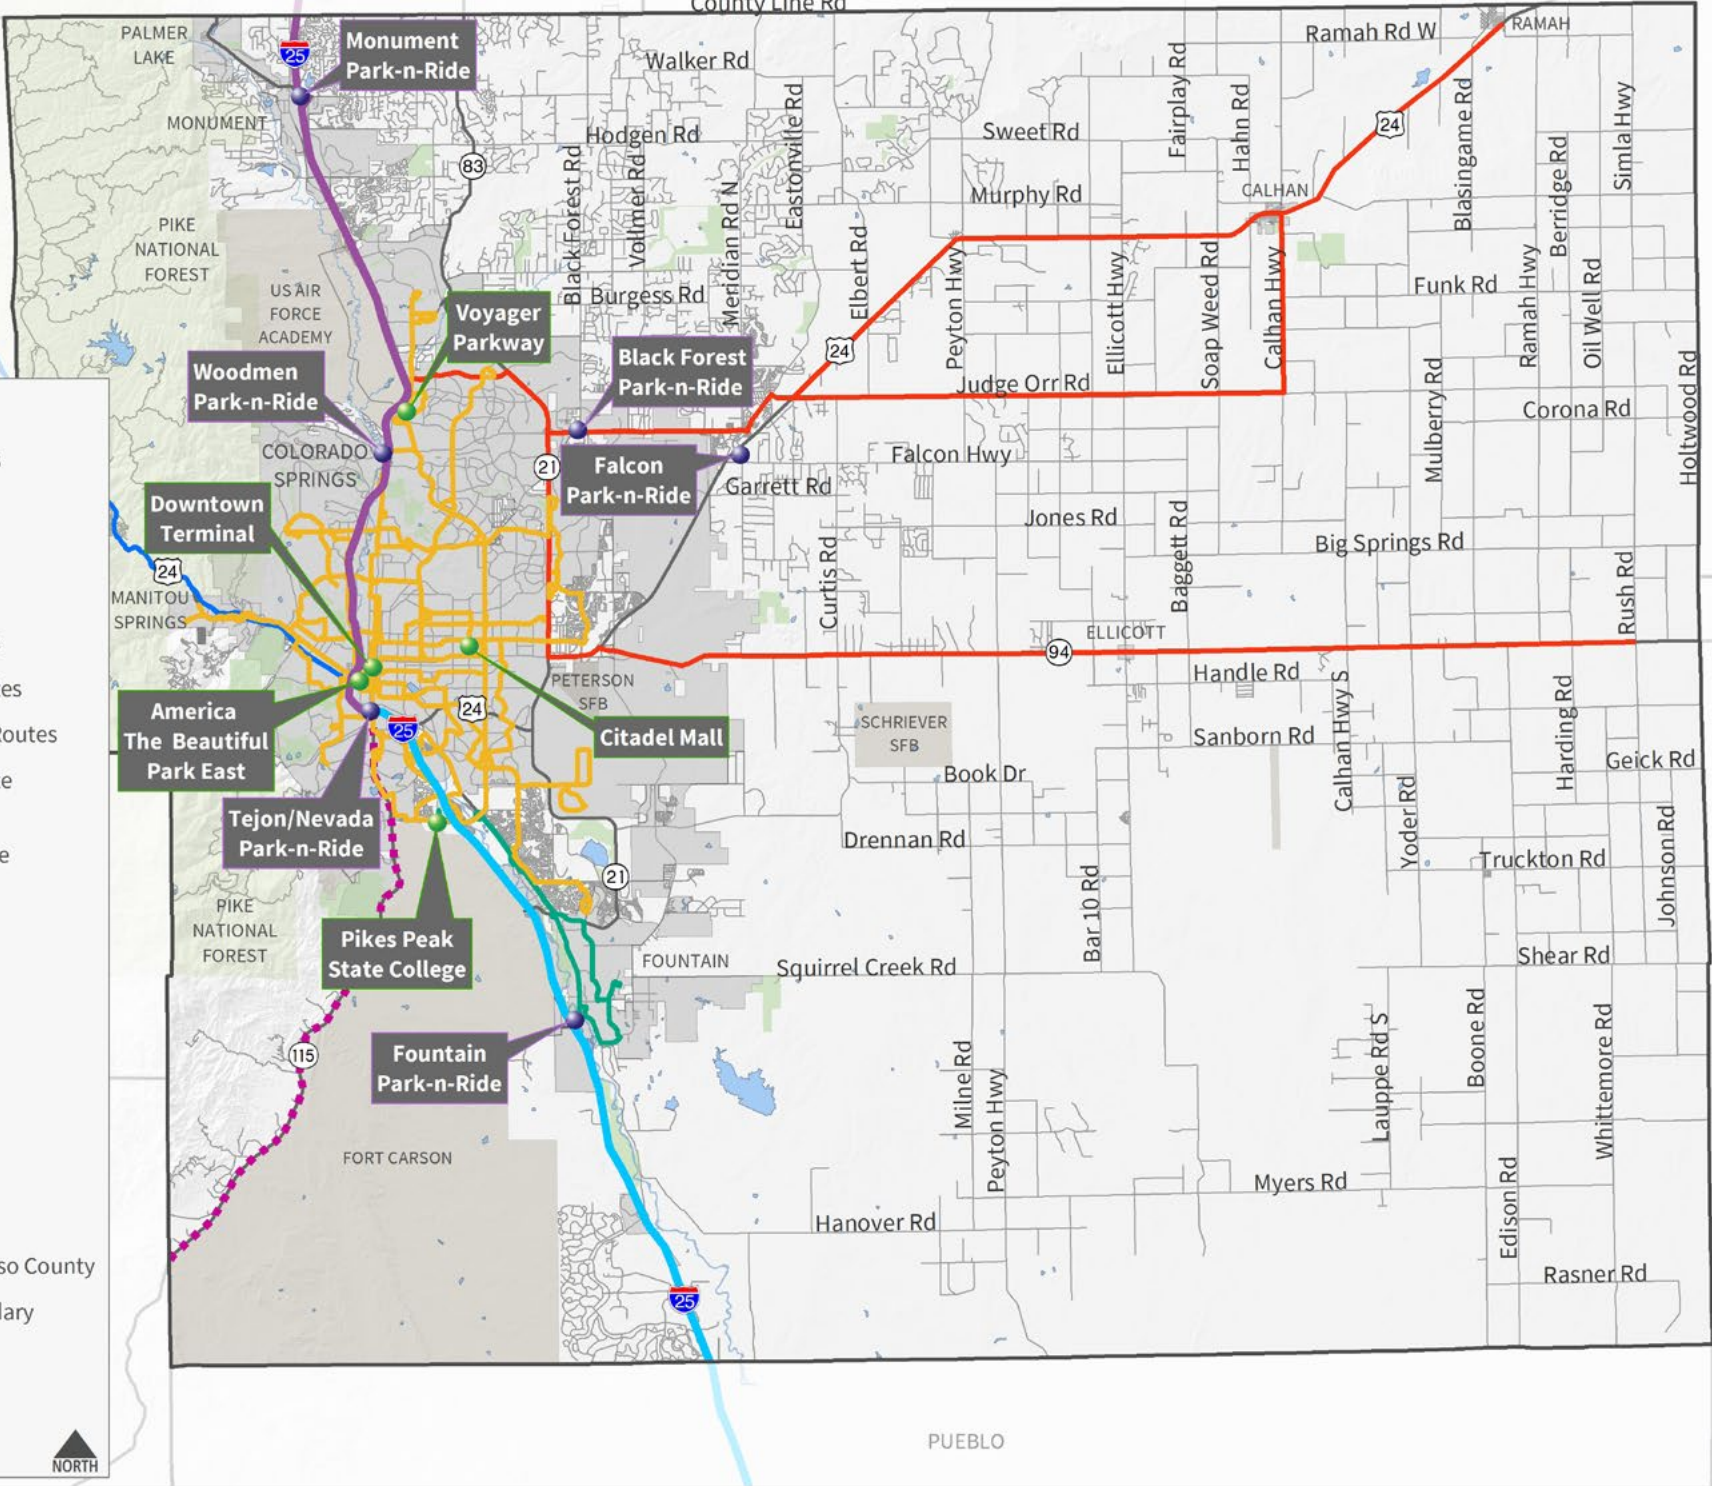 County Line Rd
PALMER
LAKE
25
Monument
Park-n-Ride
Walker Rd
Ramah Rd W
RAMAH
MONUMENT
Hodgen Rd
83
Eastonville Rd
Sweet Rd
Fairplay Rd
Hahn Rd
24
Blasingame Rd
Simla Hwy
Berridge Rd
Black Forest Rd
Vollmer Rd
Meridian Rd N
Murphy Rd
CALHAN
PIKE
NATIONAL
FOREST
US AIR
FORCE
ACADEMY
Burgess Rd
Elbert Rd
Peyton Hwy
Ellicott Hwy
Soap Weed Rd
Calhan Hwy
Funk Rd
Ramah Hwy
Oil Well Rd
Voyager
Parkway
Black Forest
Park-n-Ride
24
Judge Orr Rd
Mulberry Rd
Corona Rd
Holtwood Rd
Woodmen
Park-n-Ride
COLORADO
SPRINGS
21
Falcon
Park-n-Ride
Falcon Hwy
Garrett Rd
Jones Rd
Baggett Rd
Big Springs Rd
Downtown
Terminal
24
MANITOU
SPRINGS
Curtis Rd
Rush Rd
ELLICOTT
94
Handle Rd
PETERSON
SFB
tes
Routes
te
e
America
The Beautiful
Park East
24
25
Citadel Mall
SCHRIEVER
SFB
Sanborn Rd
Calhan Hwy S
Harding Rd
Geick Rd
Book Dr
Yoder Rd
Tejon/Nevada
Park-n-Ride
Drennan Rd
Truckton Rd
Johnson Rd
21
Bar 10 Rd
PIKE
NATIONAL
FOREST
Pikes Peak
State College
FOUNTAIN
Squirrel Creek Rd
Shear Rd
115
Fountain
Park-n-Ride
Milne Rd
Peyton Hwy
Lauppe Rd S
Boone Rd
Whittemore Rd
FORT CARSON
Myers Rd
Edison Rd
Hanover Rd
so County
Rasner Rd
dary
25
NORTH
PUEBLO